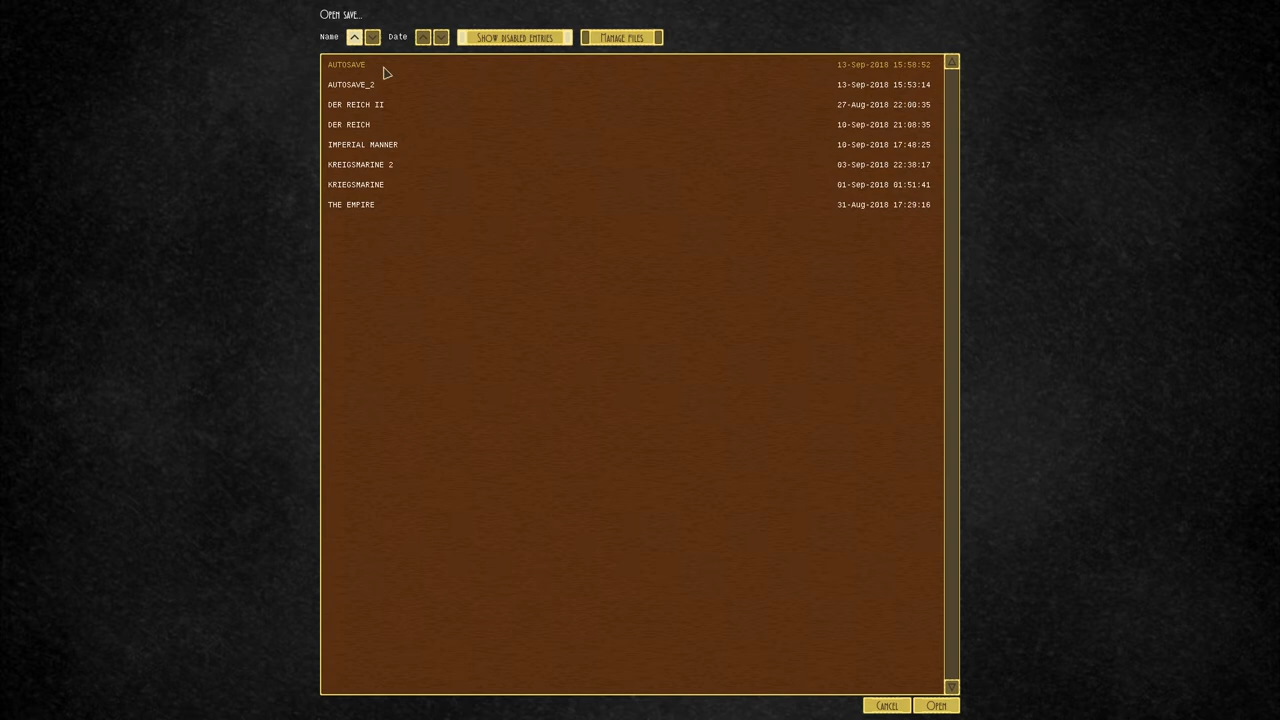 Open save...
Name Date Show disabled entries Manage files
AUTOSAVE 13-Sep-2018 15:58:52
AUTOSAVE_2 13-Sep-2018 15:53:14
DER REICH II 27-Aug-2018 22:00:35
DER REICH 10-Sep-2018 21:08:35
IMPERIAL MANNER 10-Sep-2018 17:48:25
KREIGSMARINE 2 03-Sep-2018 22:38:17
KRIEGSMARINE 01-Sep-2018 01:51:41
THE EMPIRE 31-Aug-2018 17:29:16
Cancel Open